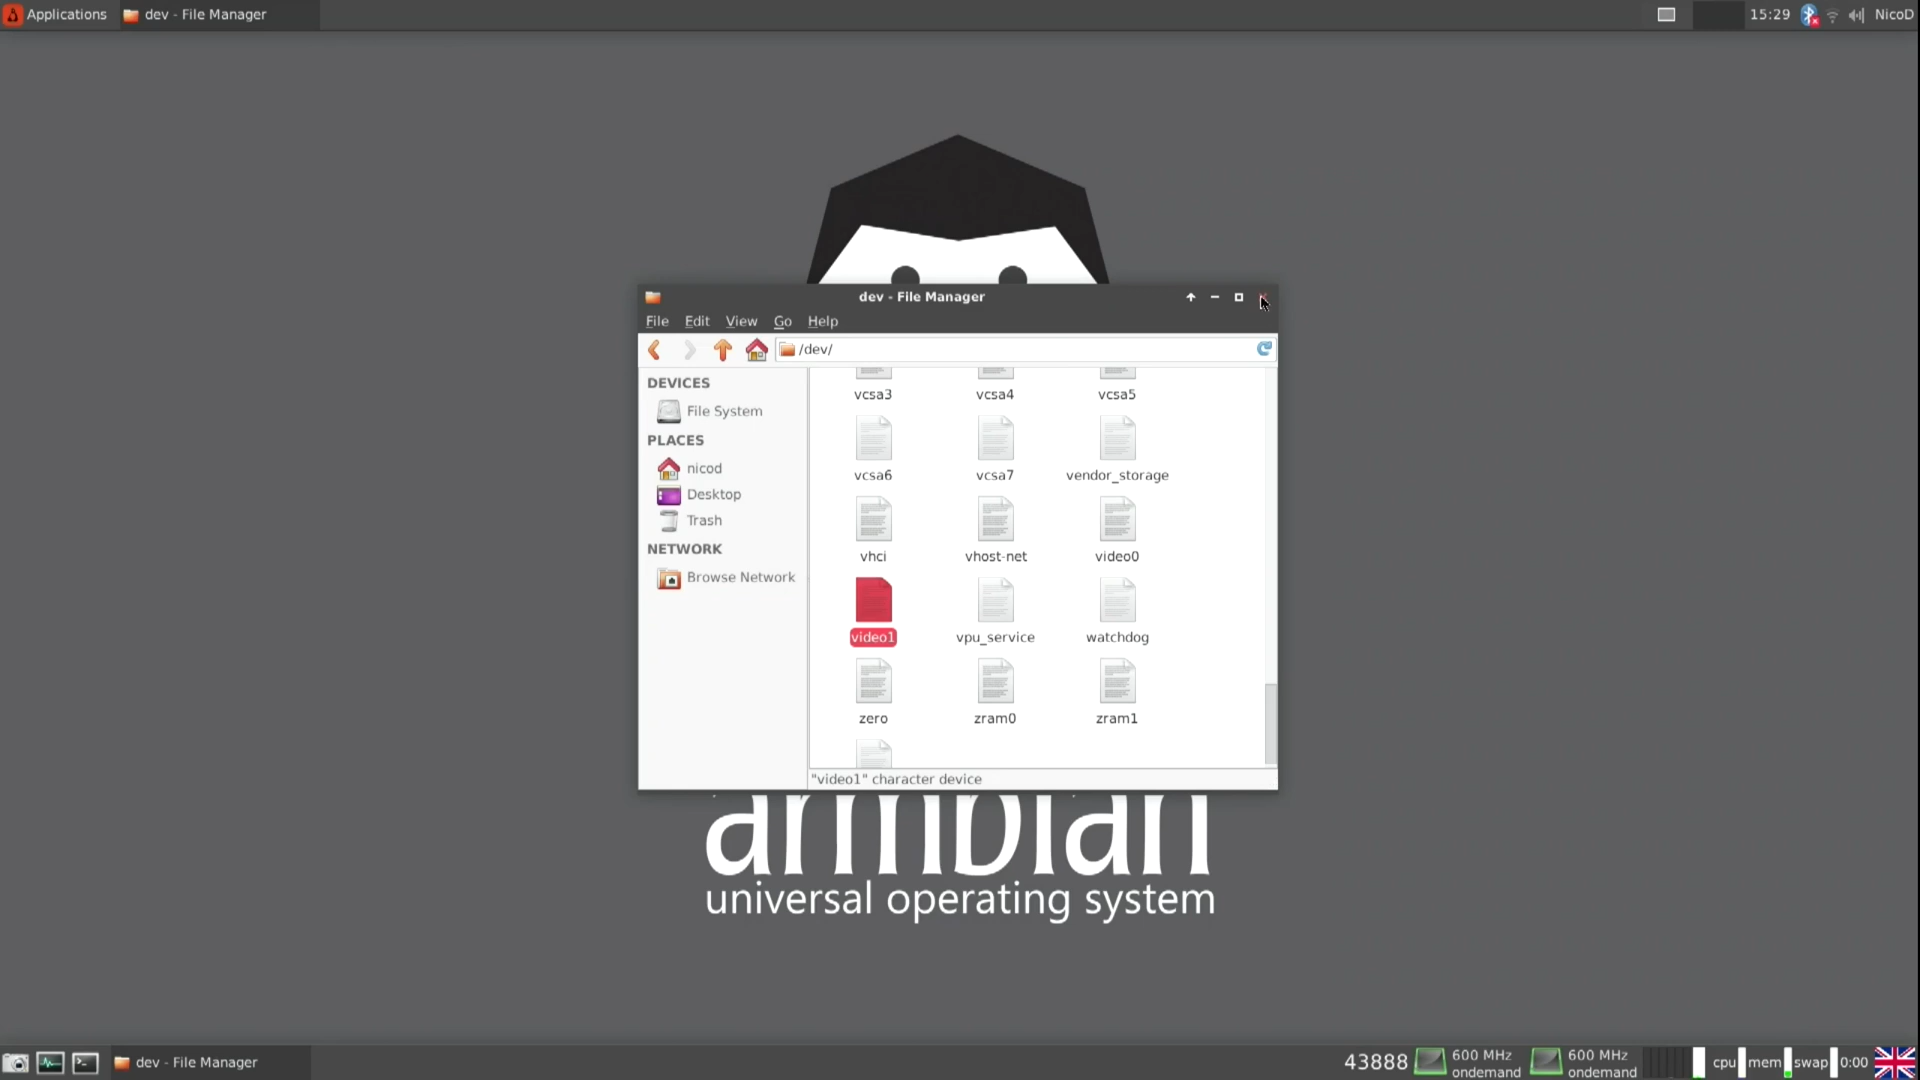 Applications
dev - File Manager
15:29
NicoD
dev - File Manager
File Edit View Go Help
/dev/
DEVICES
File System
PLACES
nicod
Desktop
Trash
NETWORK
Browse Network
vcsa3 vcsa4 vcsa5
vcsa6 vcsa7 vendor_storage
vhci vhost-net video0
video1 vpu_service watchdog
zero zram0 zram1
"video1" character device
armbian
universal operating system
dev - File Manager
43888
600 MHz
ondemand
600 MHz
ondemand
cpu mem swap 0:00